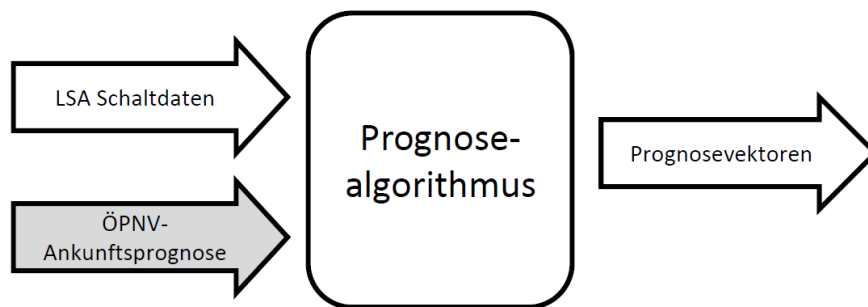 LSA Schaltdaten
ÖPNV-
Ankunftsprognose
Prognose-
algorithmus
Prognosevektoren